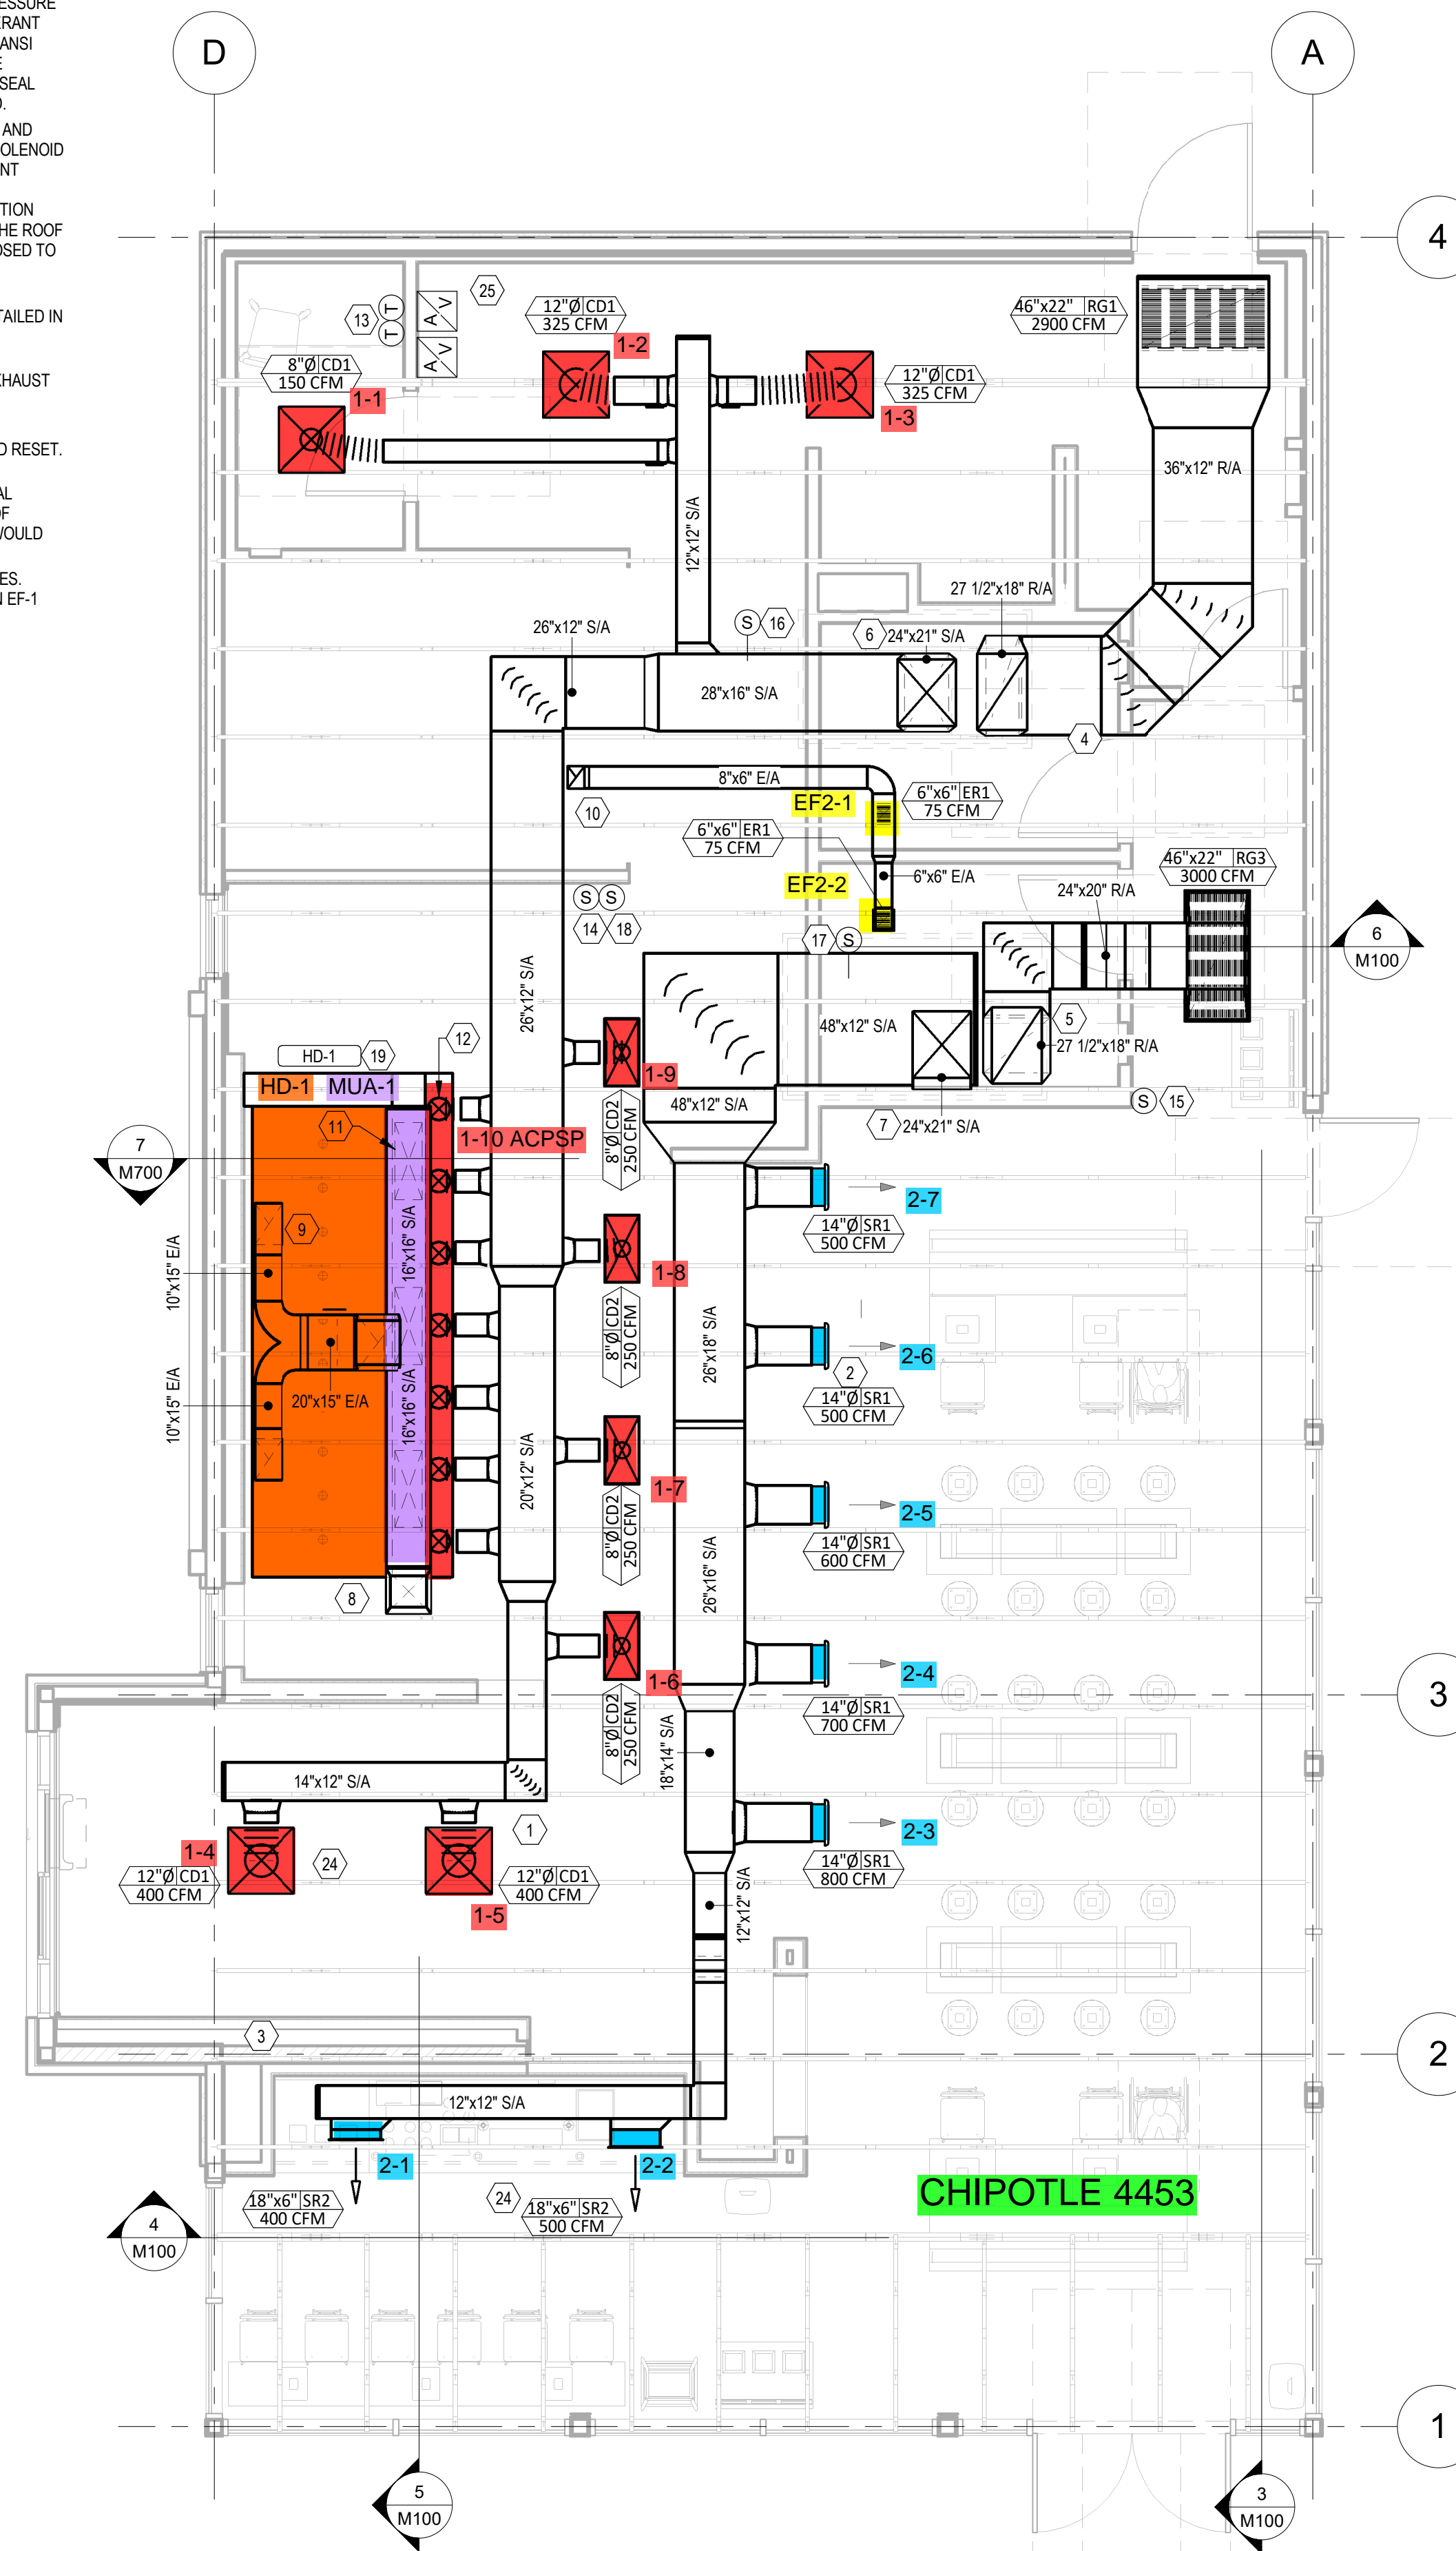 ESSURE
ERANT
ANSI
E
SEAL
D.
AND
OLENOID
NT
TION
HE ROOF
OSED TO
TAILED IN
XHAUST
O RESET.
AL
OF
WOULD
ES.
N EF-1
D
A
4
25
13
T
T
A V
A V
12"Ø CD1
325 CFM
1-2
8"Ø CD1
150 CFM
1-1
12"Ø CD1
325 CFM
1-3
46"x22" RG1
2900 CFM
36"x12" R/A
12"x12" S/A
27 1/2"x18" R/A
26"x12" S/A
S 16
6 24"x21" S/A
28"x16" S/A
4
8"x6" E/A
10
EF2-1
6"x6" ER1
75 CFM
6"x6" ER1
75 CFM
EF2-2
6"x6" E/A
46"x22" RG3
3000 CFM
24"x20" R/A
6
M100
S S
14 18
17 S
26"x12" S/A
48"x12" S/A
5
27 1/2"x18" R/A
HD-1 19
12
1-9
HD-1 MUA-1
48"x12" S/A
S 15
7 24"x21" S/A
11
1-10 ACPSP
8"Ø CD2
250 CFM
7
M700
9
16"x16" S/A
2-7
14"Ø SR1
500 CFM
10"x15" E/A
1-8
8"Ø CD2
250 CFM
26"x18" S/A
2-6
2
14"Ø SR1
500 CFM
10"x15" E/A
20"x15" E/A
16"x16" S/A
20"x12" S/A
1-7
8"Ø CD2
250 CFM
2-5
14"Ø SR1
600 CFM
26"x16" S/A
8
1-6
8"Ø CD2
250 CFM
2-4
14"Ø SR1
700 CFM
3
18"x14" S/A
14"x12" S/A
1
2-3
14"Ø SR1
800 CFM
1-4
12"Ø CD1
400 CFM
24
12"Ø CD1
400 CFM
1-5
12"x12" S/A
3
2
12"x12" S/A
2-1
2-2
18"x6" SR2
400 CFM
24
18"x6" SR2
500 CFM
CHIPOTLE 4453
4
M100
1
5
M100
3
M100